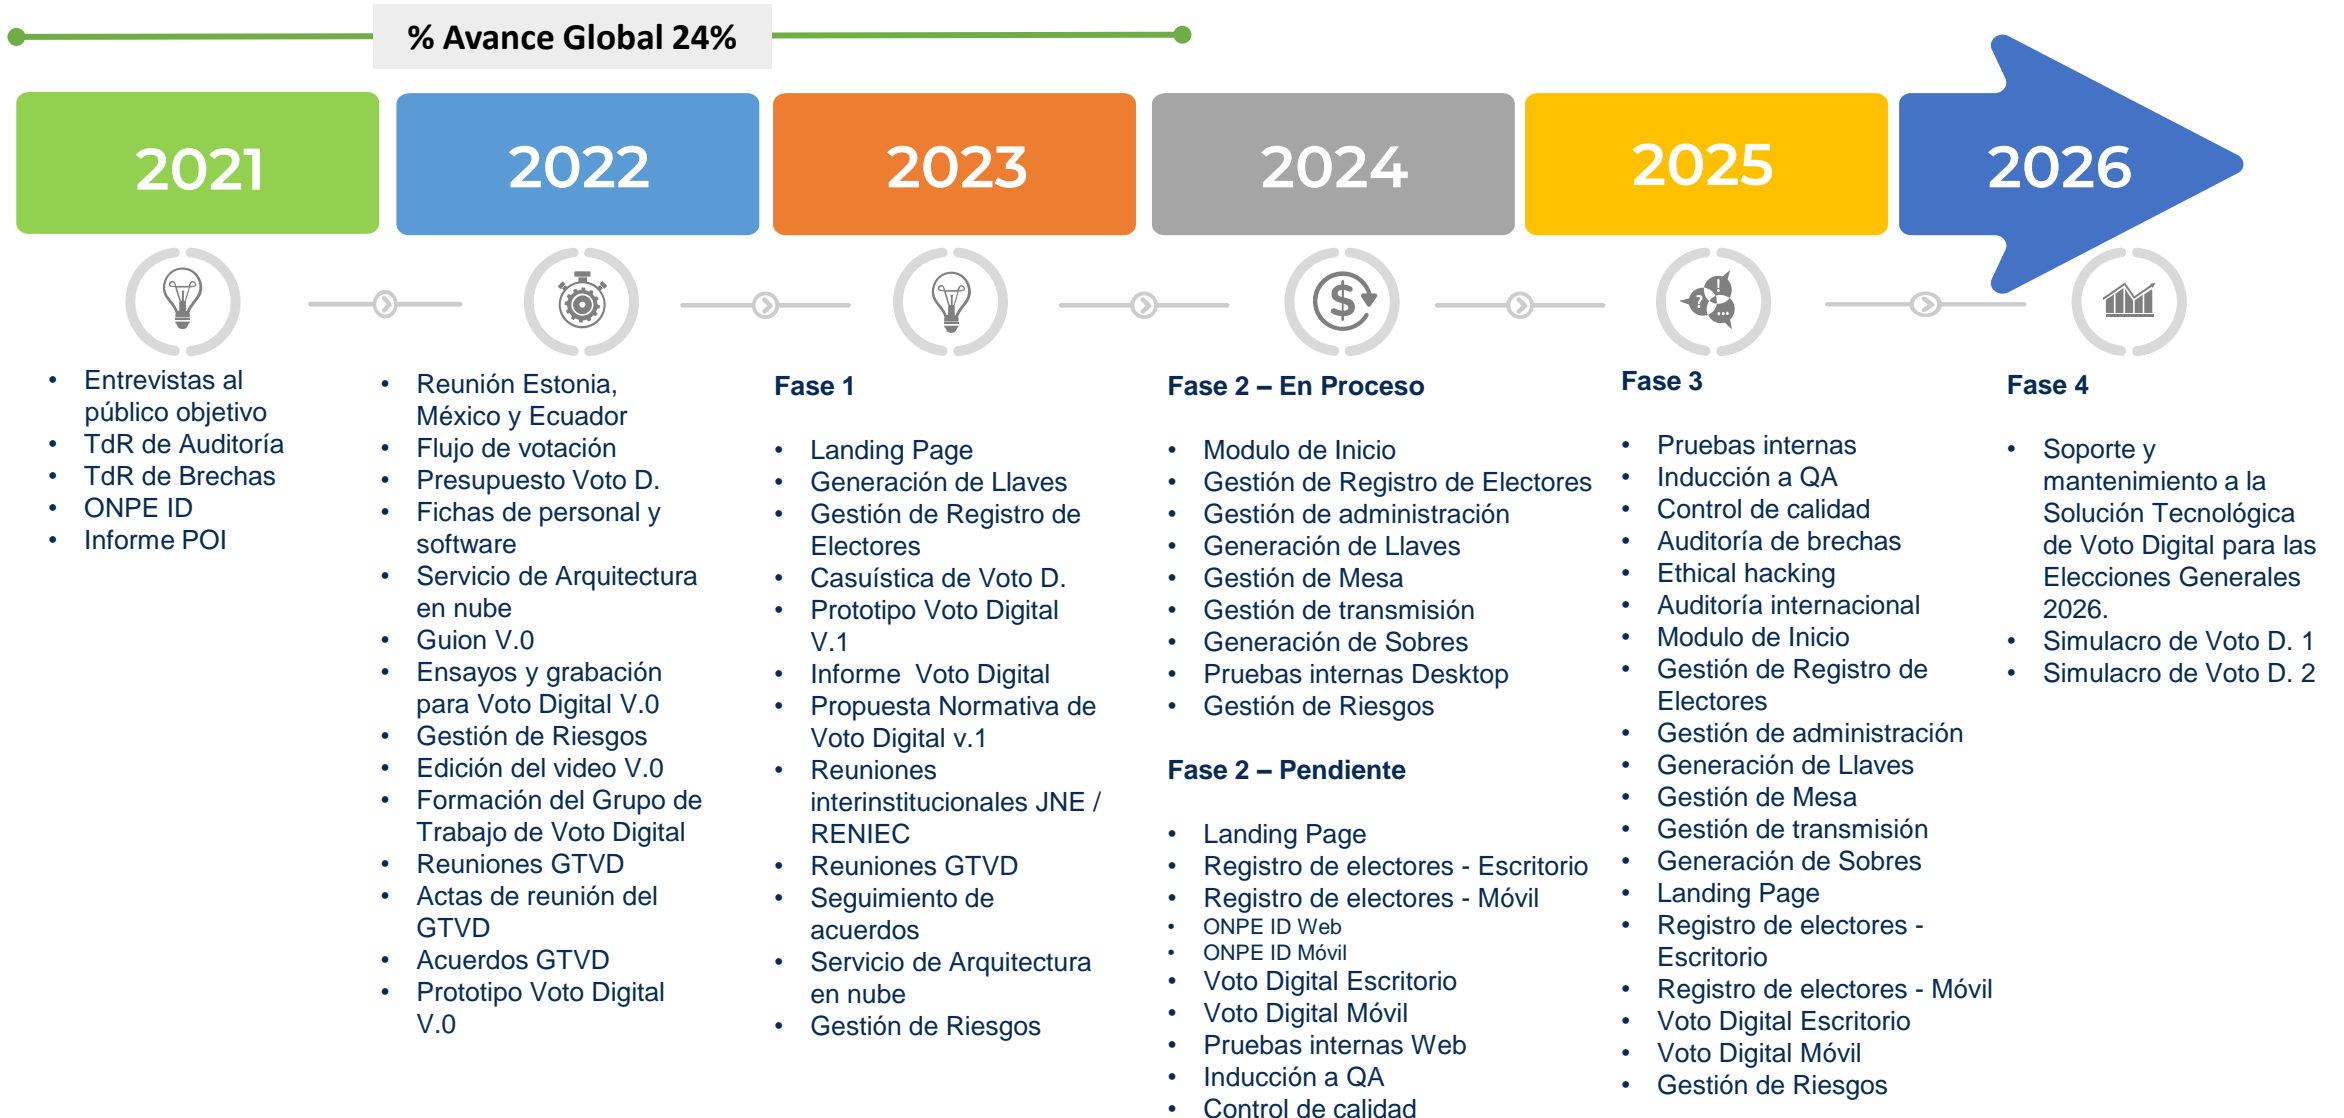 % Avance Global 24%
2021
2022
2023
2024
2025
2026
• Entrevistas al
público objetivo
• TdR de Auditoría
• TdR de Brechas
• ONPE ID
• Informe POI
• Reunión Estonia,
México y Ecuador
• Flujo de votación
• Presupuesto Voto D.
• Fichas de personal y
software
• Servicio de Arquitectura
en nube
• Guion V.0
• Ensayos y grabación
para Voto Digital V.0
• Gestión de Riesgos
• Edición del video V.0
• Formación del Grupo de
Trabajo de Voto Digital
• Reuniones GTVD
• Actas de reunión del
GTVD
• Acuerdos GTVD
• Prototipo Voto Digital
V.0
Fase 1
• Landing Page
• Generación de Llaves
• Gestión de Registro de
Electores
• Casuística de Voto D.
• Prototipo Voto Digital
V.1
• Informe  Voto Digital
• Propuesta Normativa de
Voto Digital v.1
• Reuniones
interinstitucionales JNE /
RENIEC
• Reuniones GTVD
• Seguimiento de
acuerdos
• Servicio de Arquitectura
en nube
• Gestión de Riesgos
Fase 2 – En Proceso
• Modulo de Inicio
• Gestión de Registro de Electores
• Gestión de administración
• Generación de Llaves
• Gestión de Mesa
• Gestión de transmisión
• Generación de Sobres
• Pruebas internas Desktop
• Gestión de Riesgos
Fase 2 – Pendiente
• Landing Page
• Registro de electores - Escritorio
• Registro de electores - Móvil
• ONPE ID Web
• ONPE ID Móvil
• Voto Digital Escritorio
• Voto Digital Móvil
• Pruebas internas Web
• Inducción a QA
• Control de calidad
Fase 3
• Pruebas internas
• Inducción a QA
• Control de calidad
• Auditoría de brechas
• Ethical hacking
• Auditoría internacional
• Modulo de Inicio
• Gestión de Registro de
Electores
• Gestión de administración
• Generación de Llaves
• Gestión de Mesa
• Gestión de transmisión
• Generación de Sobres
• Landing Page
• Registro de electores -
Escritorio
• Registro de electores - Móvil
• Voto Digital Escritorio
• Voto Digital Móvil
• Gestión de Riesgos
Fase 4
• Soporte y
mantenimiento a la
Solución Tecnológica
de Voto Digital para las
Elecciones Generales
2026.
• Simulacro de Voto D. 1
• Simulacro de Voto D. 2